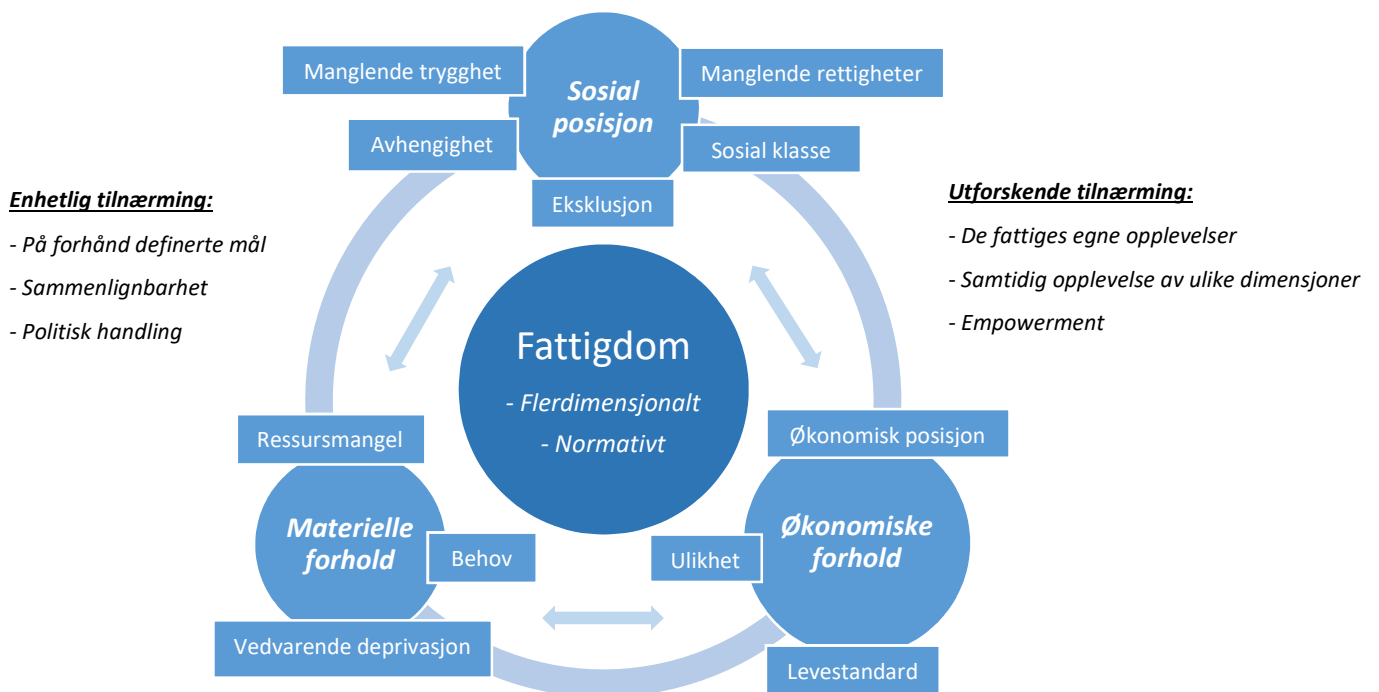 Manglende trygghet
Sosial
posisjon
Manglende rettigheter
Avhengighet
Sosial klasse
Eksklusjon
Enhetlig tilnærming:
- På forhånd definerte mål
- Sammenlignbarhet
- Politisk handling
Utforskende tilnærming:
- De fattiges egne opplevelser
- Samtidig opplevelse av ulike dimensjoner
- Empowerment
Fattigdom
- Flerdimensjonalt
- Normativt
Ressursmangel
Materielle
forhold
Behov
Vedvarende deprivasjon
Økonomisk posisjon
Økonomiske
forhold
Ulikhet
Levestandard